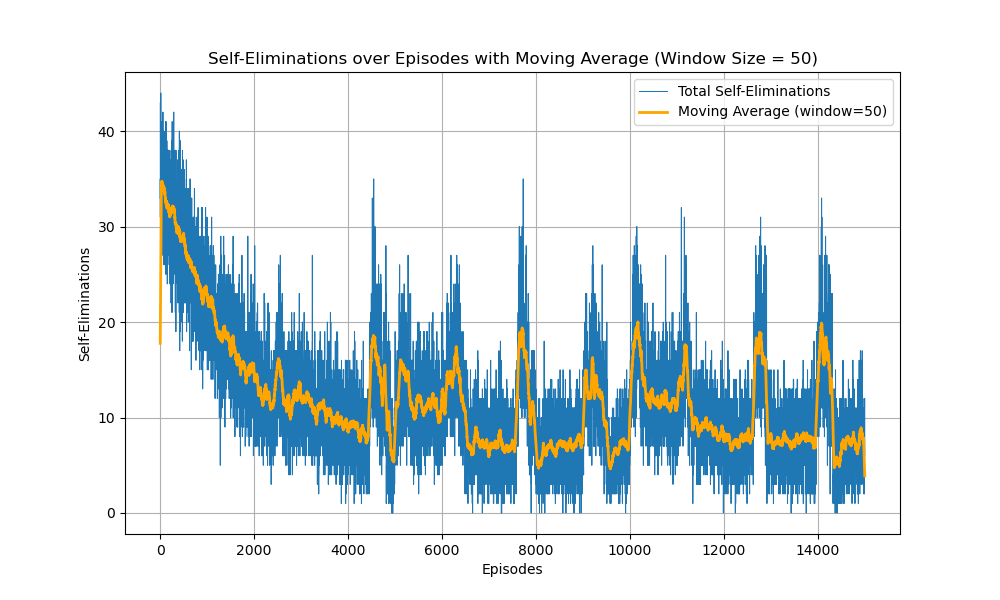 Self-Eliminations over Episodes with Moving Average (Window Size = 50)
Total Self-Eliminations
Moving Average (window=50)
Self-Eliminations
40
30
20
10
0
0 2000 4000 6000 8000 10000 12000 14000
Episodes